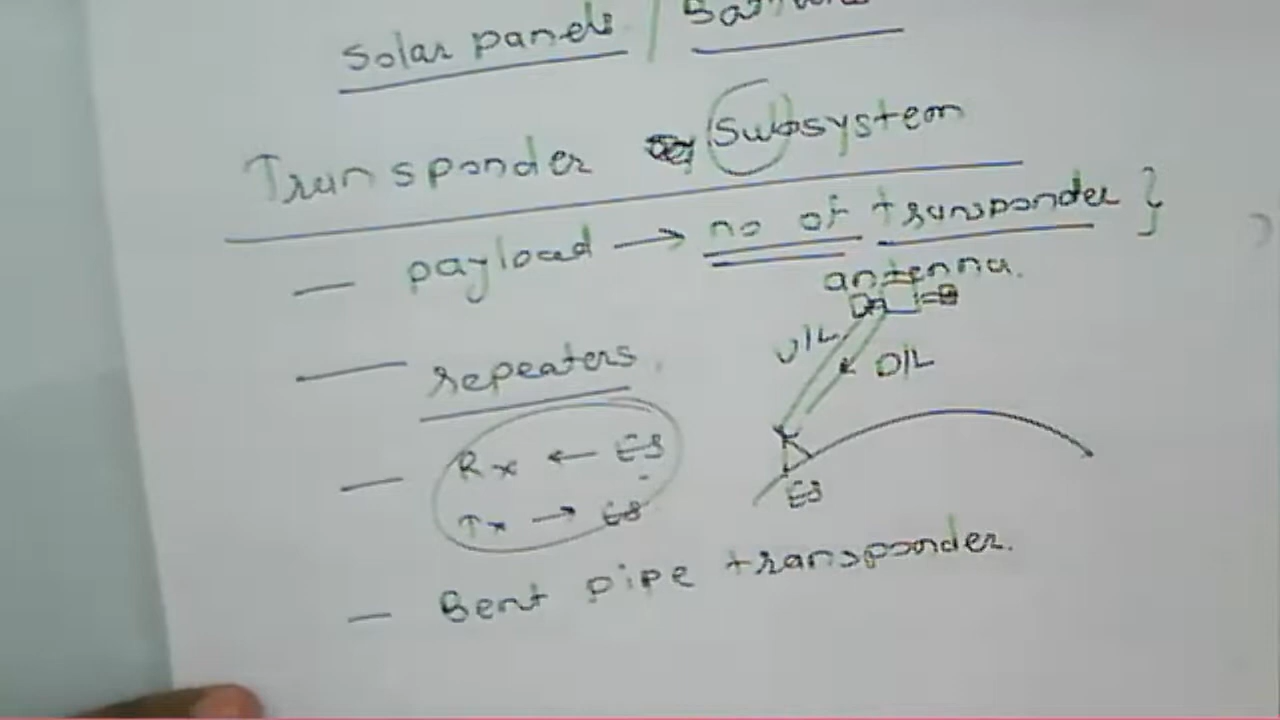 Solar panels /
Transponder Subsystem
— payload → no of transponder }
antenna.
U/L
D/L
— repeaters.
— Rx ← ES
Tx → ES
ES
— Bent pipe transponder.